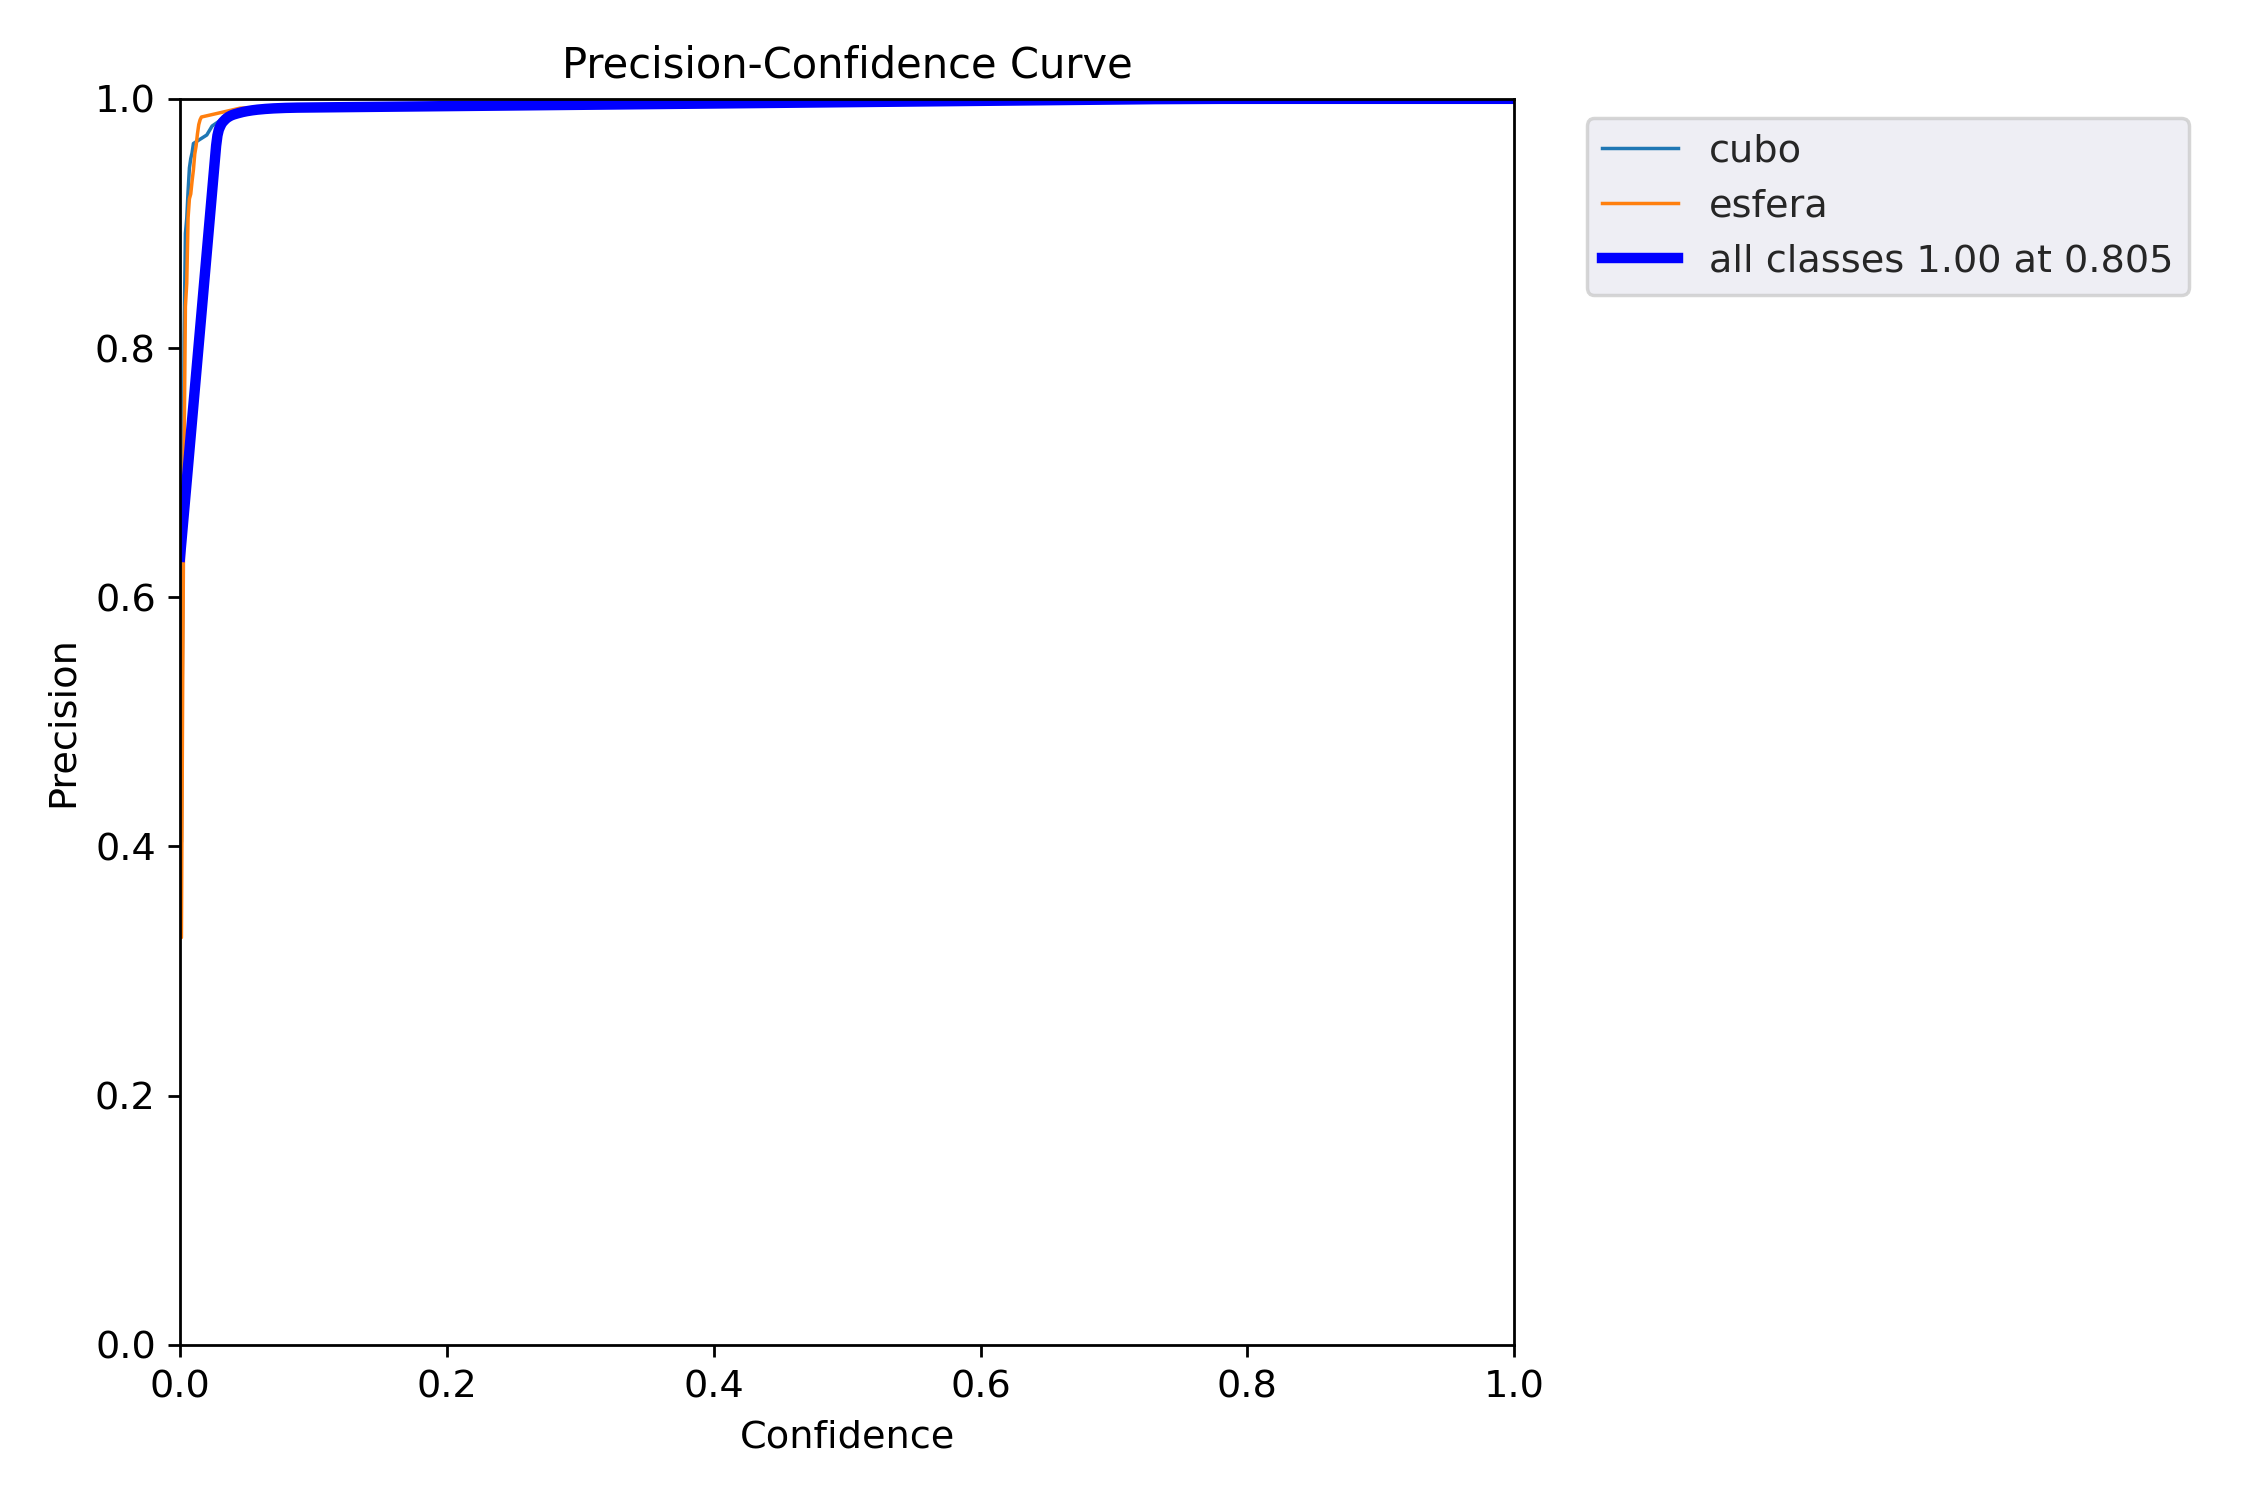 Precision-Confidence Curve
1.0
0.8
0.6
0.4
0.2
0.0
Precision
0.0 0.2 0.4 0.6 0.8 1.0
Confidence
cubo
esfera
all classes 1.00 at 0.805